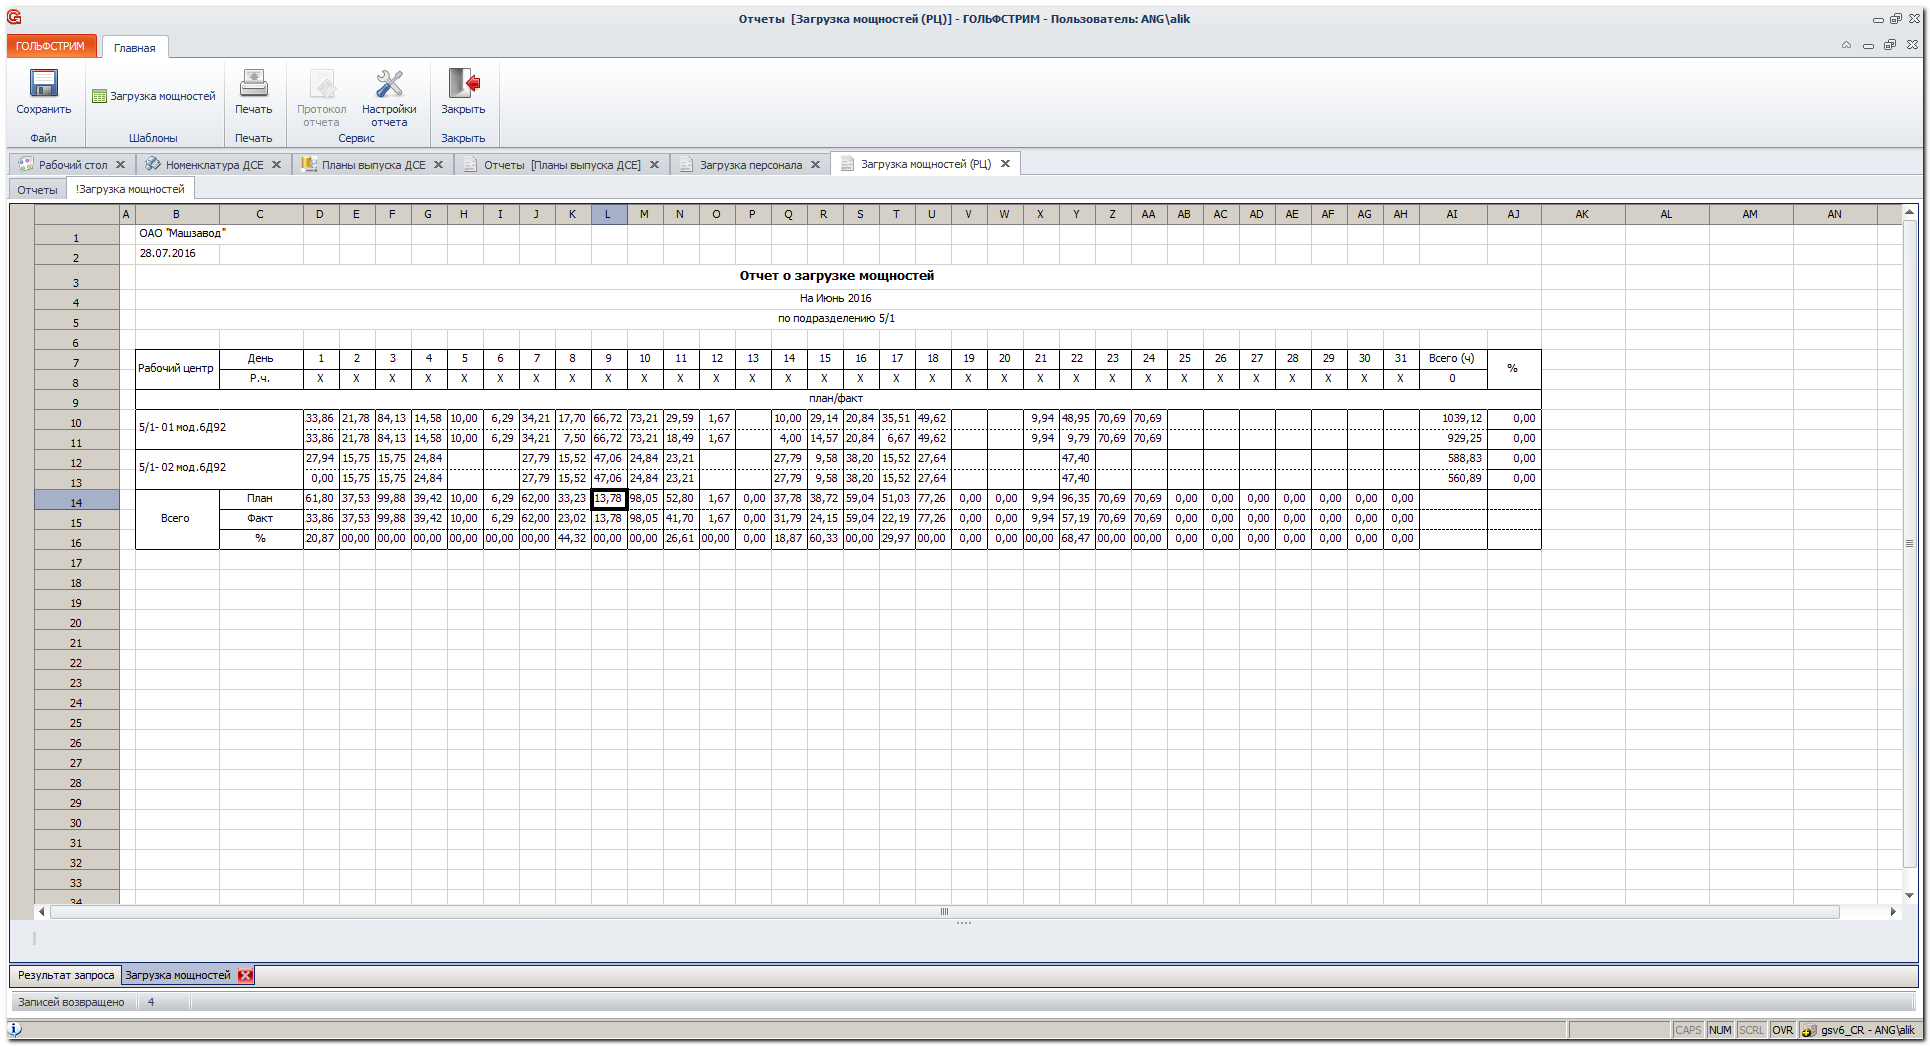 Отчеты [Загрузка мощностей (РЦ)] - ГОЛЬФСТРИМ - Пользователь: ANG\alik
ГОЛЬФСТРИМ Главная
Сохранить Загрузка мощностей Печать Протокол отчета Настройки отчета Закрыть
Файл Шаблоны Печать Сервис Закрыть
Рабочий стол Номенклатура ДСЕ Планы выпуска ДСЕ Отчеты [Планы выпуска ДСЕ] Загрузка персонала Загрузка мощностей (РЦ)
Отчеты !Загрузка мощностей
A B C D E F G H I J K L M N O P Q R S T U V W X Y Z AA AB AC AD AE AF AG AH AI AJ AK AL AM AN
1 ОАО "Машзавод"
2 28.07.2016
3 Отчет о загрузке мощностей
4 На Июнь 2016
5 по подразделению 5/1
6
7 Рабочий центр День 1 2 3 4 5 6 7 8 9 10 11 12 13 14 15 16 17 18 19 20 21 22 23 24 25 26 27 28 29 30 31 Всего (ч) %
8 Р.ч. X X X X X X X X X X X X X X X X X X X X X X X X X X X X X X X 0
9 план/факт
10 5/1- 01 мод.6Д92 33,86 21,78 84,13 14,58 10,00 6,29 34,21 17,70 66,72 73,21 29,59 1,67 10,00 29,14 20,84 35,51 49,62 9,94 48,95 70,69 70,69 1039,12 0,00
11 33,86 21,78 84,13 14,58 10,00 6,29 34,21 7,50 66,72 73,21 18,49 1,67 4,00 14,57 20,84 6,67 49,62 9,94 9,79 70,69 70,69 929,25 0,00
12 5/1- 02 мод.6Д92 27,94 15,75 15,75 24,84 27,79 15,52 47,06 24,84 23,21 27,79 9,58 38,20 15,52 27,64 47,40 588,83 0,00
13 0,00 15,75 15,75 24,84 27,79 15,52 47,06 24,84 23,21 27,79 9,58 38,20 15,52 27,64 47,40 560,89 0,00
14 Всего План 61,80 37,53 99,88 39,42 10,00 6,29 62,00 33,23 13,78 98,05 52,80 1,67 0,00 37,78 38,72 59,04 51,03 77,26 0,00 0,00 9,94 96,35 70,69 70,69 0,00 0,00 0,00 0,00 0,00 0,00 0,00
15 Факт 33,86 37,53 99,88 39,42 10,00 6,29 62,00 23,02 13,78 98,05 41,70 1,67 0,00 31,79 24,15 59,04 22,19 77,26 0,00 0,00 9,94 57,19 70,69 70,69 0,00 0,00 0,00 0,00 0,00 0,00 0,00
16 % 20,87 00,00 00,00 00,00 00,00 00,00 00,00 44,32 00,00 00,00 26,61 00,00 0,00 18,87 60,33 00,00 29,97 00,00 0,00 0,00 00,00 68,47 00,00 00,00 0,00 0,00 0,00 0,00 0,00 0,00 0,00
17
18
19
20
21
22
23
24
25
26
27
28
29
30
31
32
33
34
Результат запроса Загрузка мощностей
Записей возвращено 4
CAPS NUM SCRL OVR gsv6_CR - ANG\alik